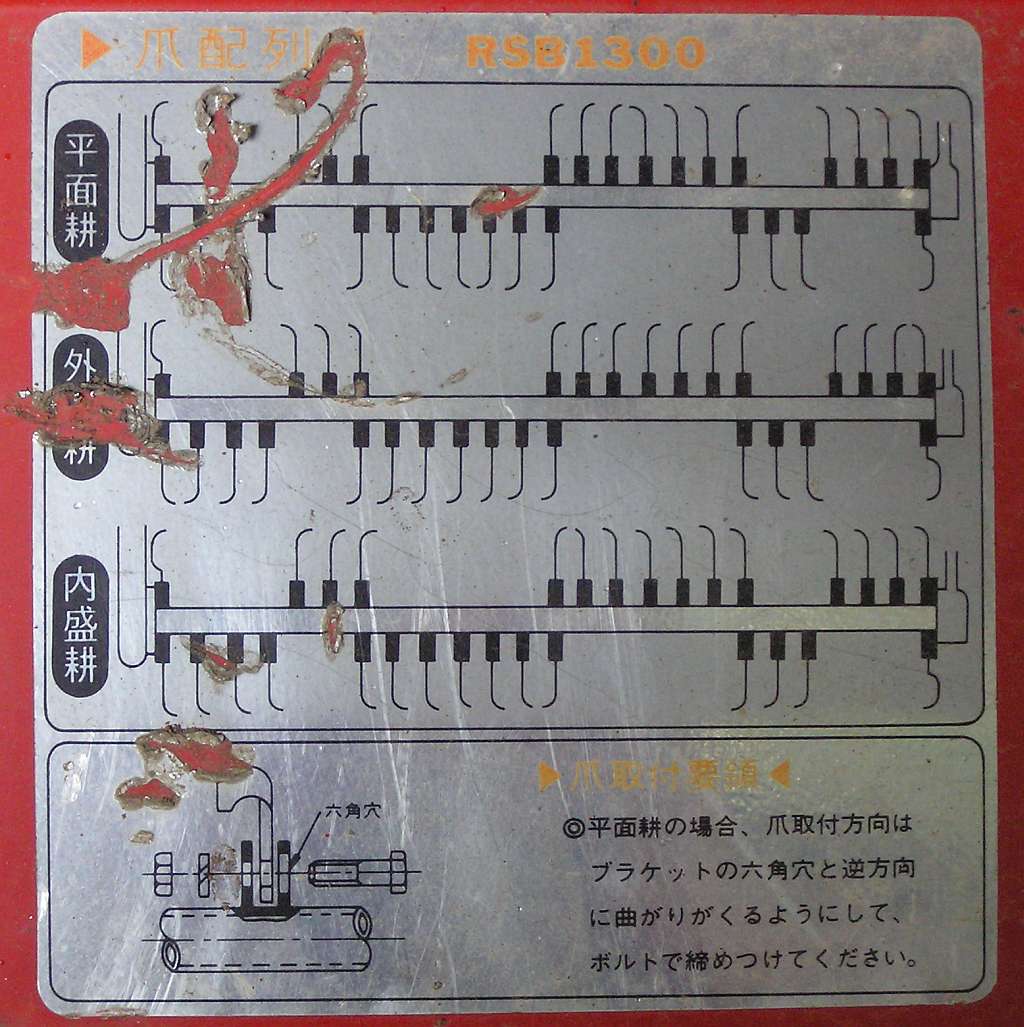 爪配列 RSB1300
平面耕
外 耕
内盛耕
六角穴
爪取付要領
◎平面耕の場合、爪取付方向は
ブラケットの六角穴と逆方向
に曲がりがくるようにして、
ボルトで締めつけてください。